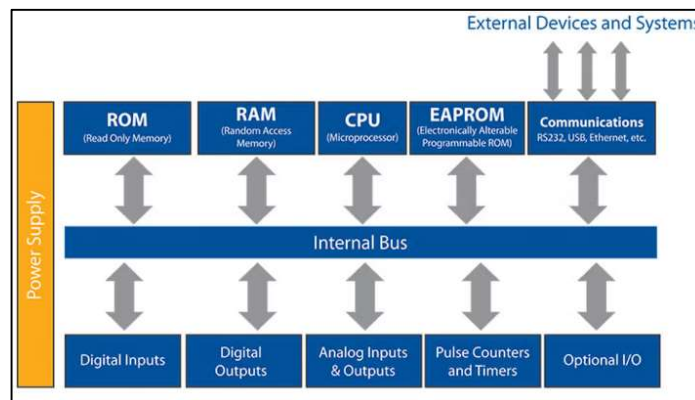 External Devices and Systems
Power Supply
ROM
(Read Only Memory)
RAM
(Random Access
Memory)
CPU
(Microprocessor)
EAPROM
(Electronically Alterable
Programmable ROM)
Communications
RS232, USB, Ethernet, etc.
Internal Bus
Digital Inputs
Digital
Outputs
Analog Inputs
& Outputs
Pulse Counters
and Timers
Optional I/O